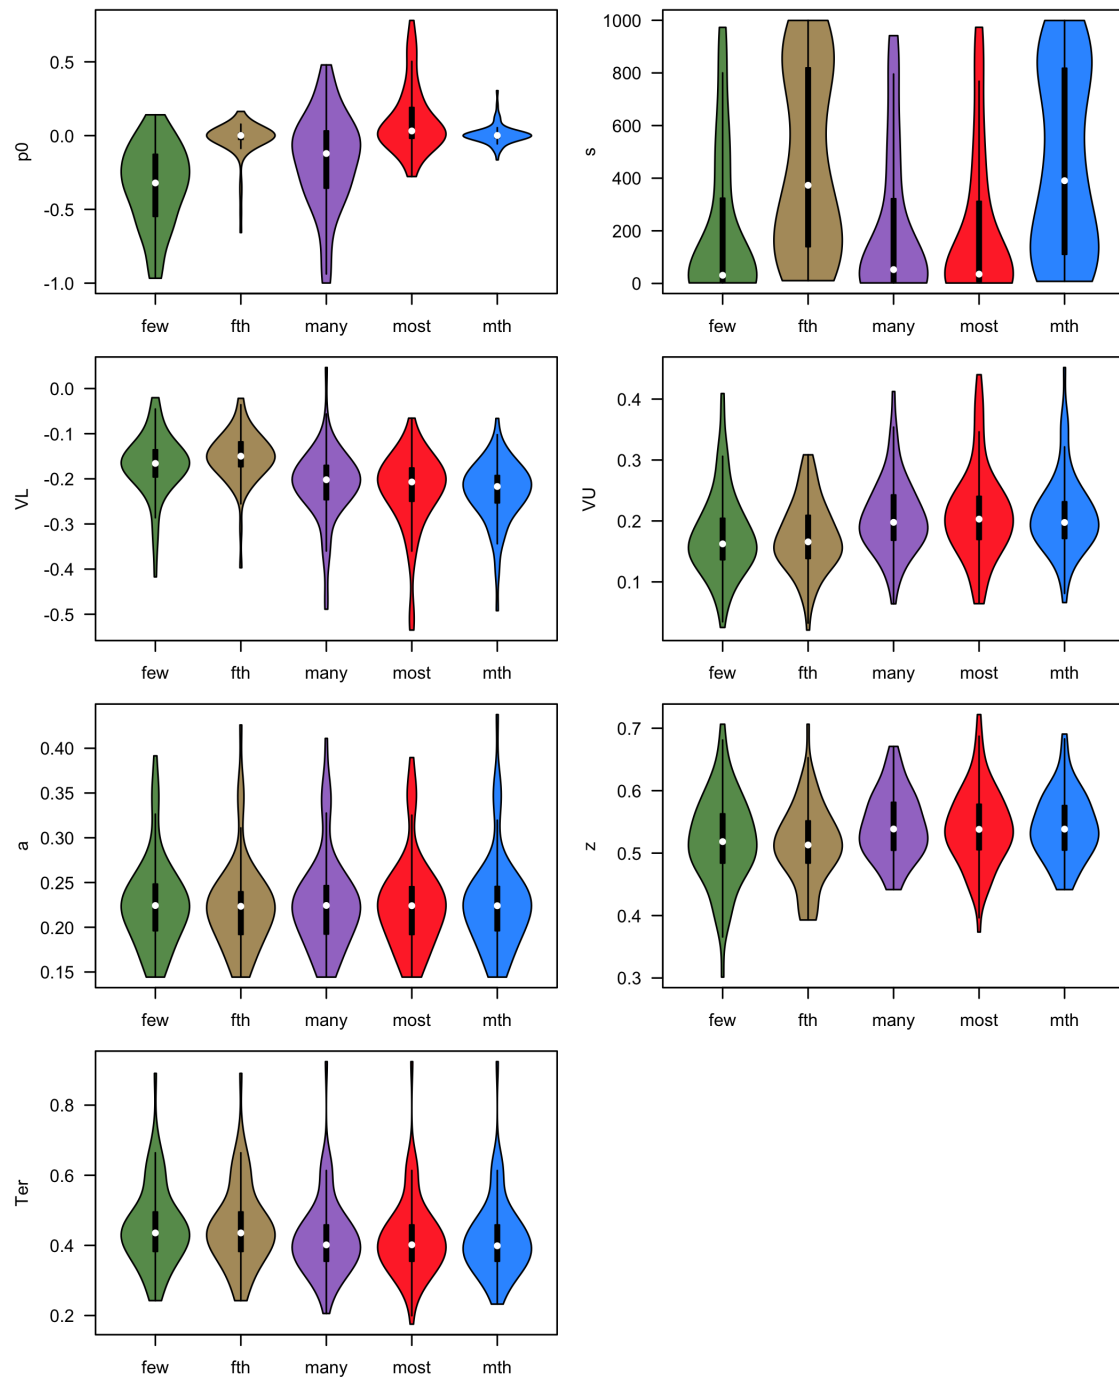 p0
0.5
0.0
-0.5
-1.0
few fth many most mth
s
1000
800
600
400
200
0
few fth many most mth
VL
0.0
-0.1
-0.2
-0.3
-0.4
-0.5
few fth many most mth
VU
0.4
0.3
0.2
0.1
few fth many most mth
a
0.40
0.35
0.30
0.25
0.20
0.15
few fth many most mth
z
0.7
0.6
0.5
0.4
0.3
few fth many most mth
Ter
0.8
0.6
0.4
0.2
few fth many most mth